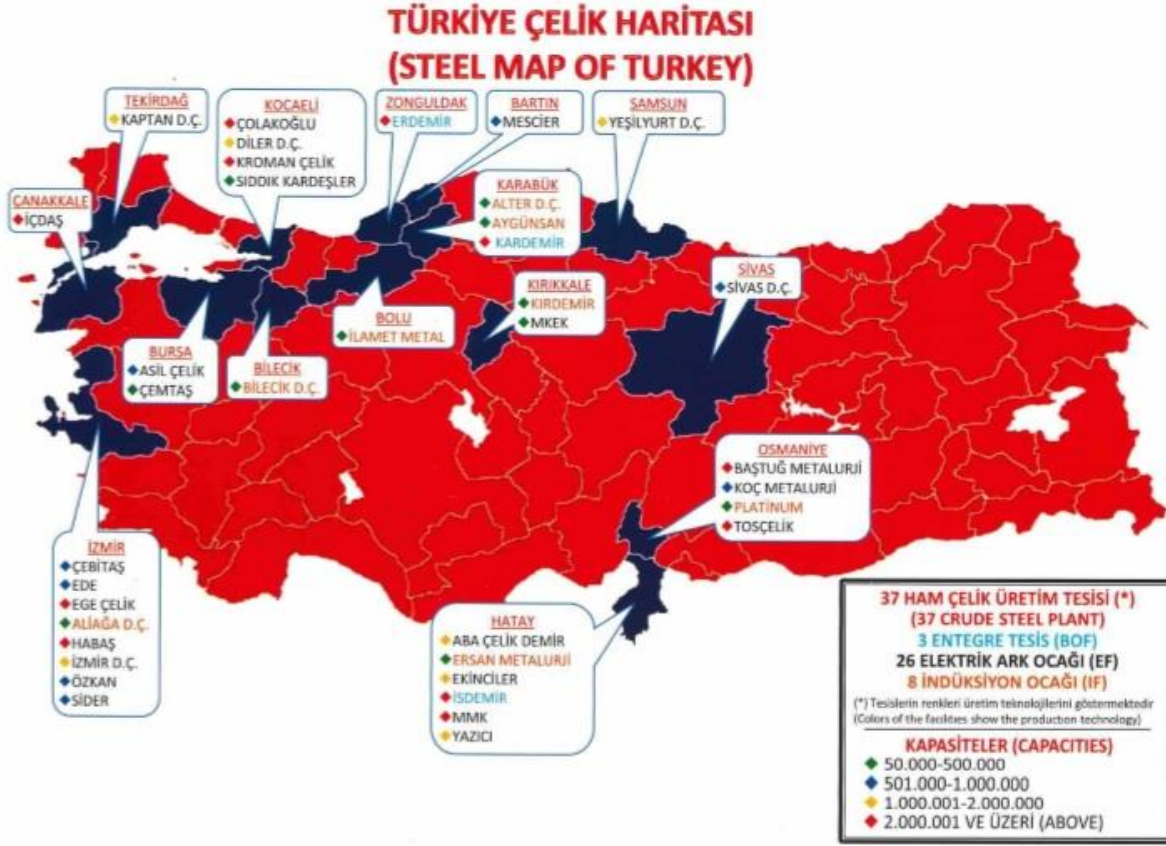 TÜRKİYE ÇELİK HARİTASI
(STEEL MAP OF TURKEY)
TEKİRDAĞ
KAPTAN D.Ç.
KOCAELİ
ÇOLAKOĞLU
DİLER D.Ç.
KROMAN ÇELİK
SIDDIK KARDEŞLER
ZONGULDAK
ERDEMİR
BARTIN
MESCİER
SAMSUN
YEŞİLYURT D.Ç.
ÇANAKKALE
İÇDAŞ
KARABÜK
ALTER D.Ç.
AYGÜNSAN
KARDEMİR
SİVAS
SİVAS D.Ç.
KIRIKKALE
KIRDEMİR
MKEK
BOLU
İLAMET METAL
BURSA
ASİL ÇELİK
ÇEMTAŞ
BİLECİK
BİLECİK D.Ç.
OSMANİYE
BAŞTUĞ METALURJİ
KOÇ METALURJİ
PLATİNUM
TOSÇELİK
İZMİR
ÇEBİTAŞ
EDE
EGE ÇELİK
ALİAĞA D.Ç.
HABAŞ
İZMİR D.Ç.
ÖZKAN
SİDER
HATAY
ABA ÇELİK DEMİR
ERSAN METALURJİ
EKİNCİLER
İSDEMİR
MMK
YAZICI
37 HAM ÇELİK ÜRETİM TESİSİ (*)
(37 CRUDE STEEL PLANT)
3 ENTEGRE TESİS (BOF)
26 ELEKTRİK ARK OCAĞI (EF)
8 İNDÜKSİYON OCAĞI (IF)
(*) Tesislerin renkleri üretim teknolojilerini göstermektedir
(Colors of the facilities show the production technology)
KAPASİTELER (CAPACITIES)
50.000-500.000
501.000-1.000.000
1.000.001-2.000.000
2.000.001 VE ÜZERİ (ABOVE)